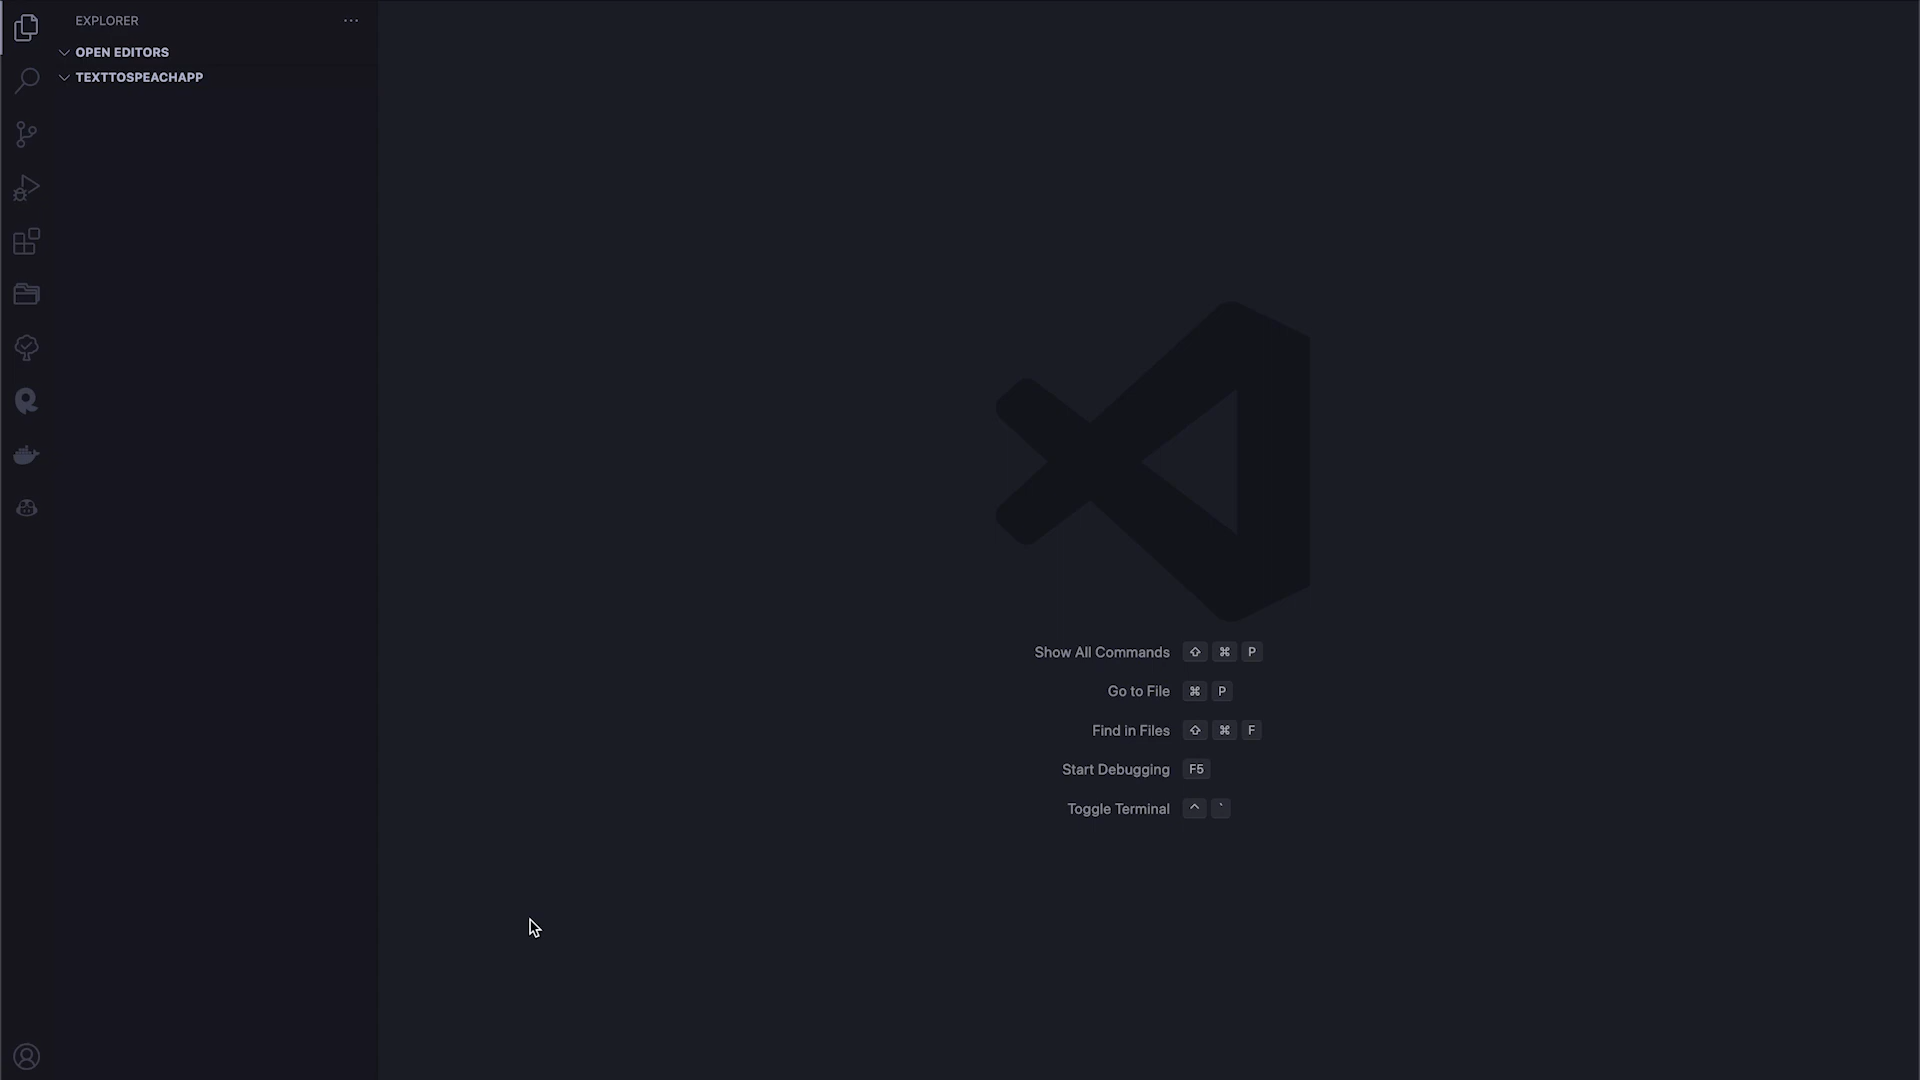 EXPLORER
OPEN EDITORS
TEXTTOSPEACHAPP
Show All Commands ⇧ ⌘ P
Go to File ⌘ P
Find in Files ⇧ ⌘ F
Start Debugging F5
Toggle Terminal ^ `